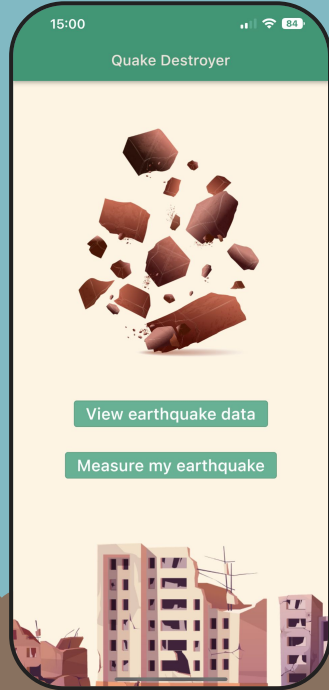 15:00
84
Quake Destroyer
View earthquake data
Measure my earthquake